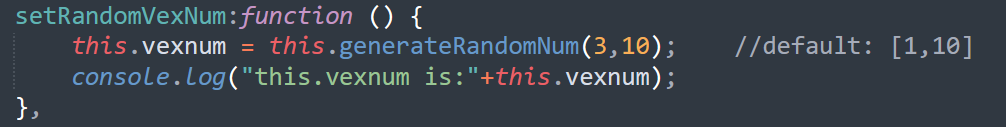 setRandomVexNum:function () {
    this.vexnum = this.generateRandomNum(3,10);    //default: [1,10]
    console.log("this.vexnum is:"+this.vexnum);
},